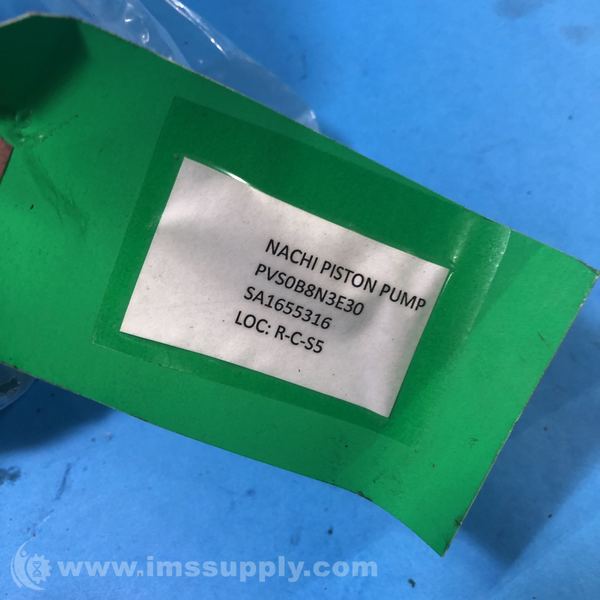 NACHI PISTON PUMP
PVS0B8N3E30
SA1655316
LOC: R-C-S5
www.imssupply.com